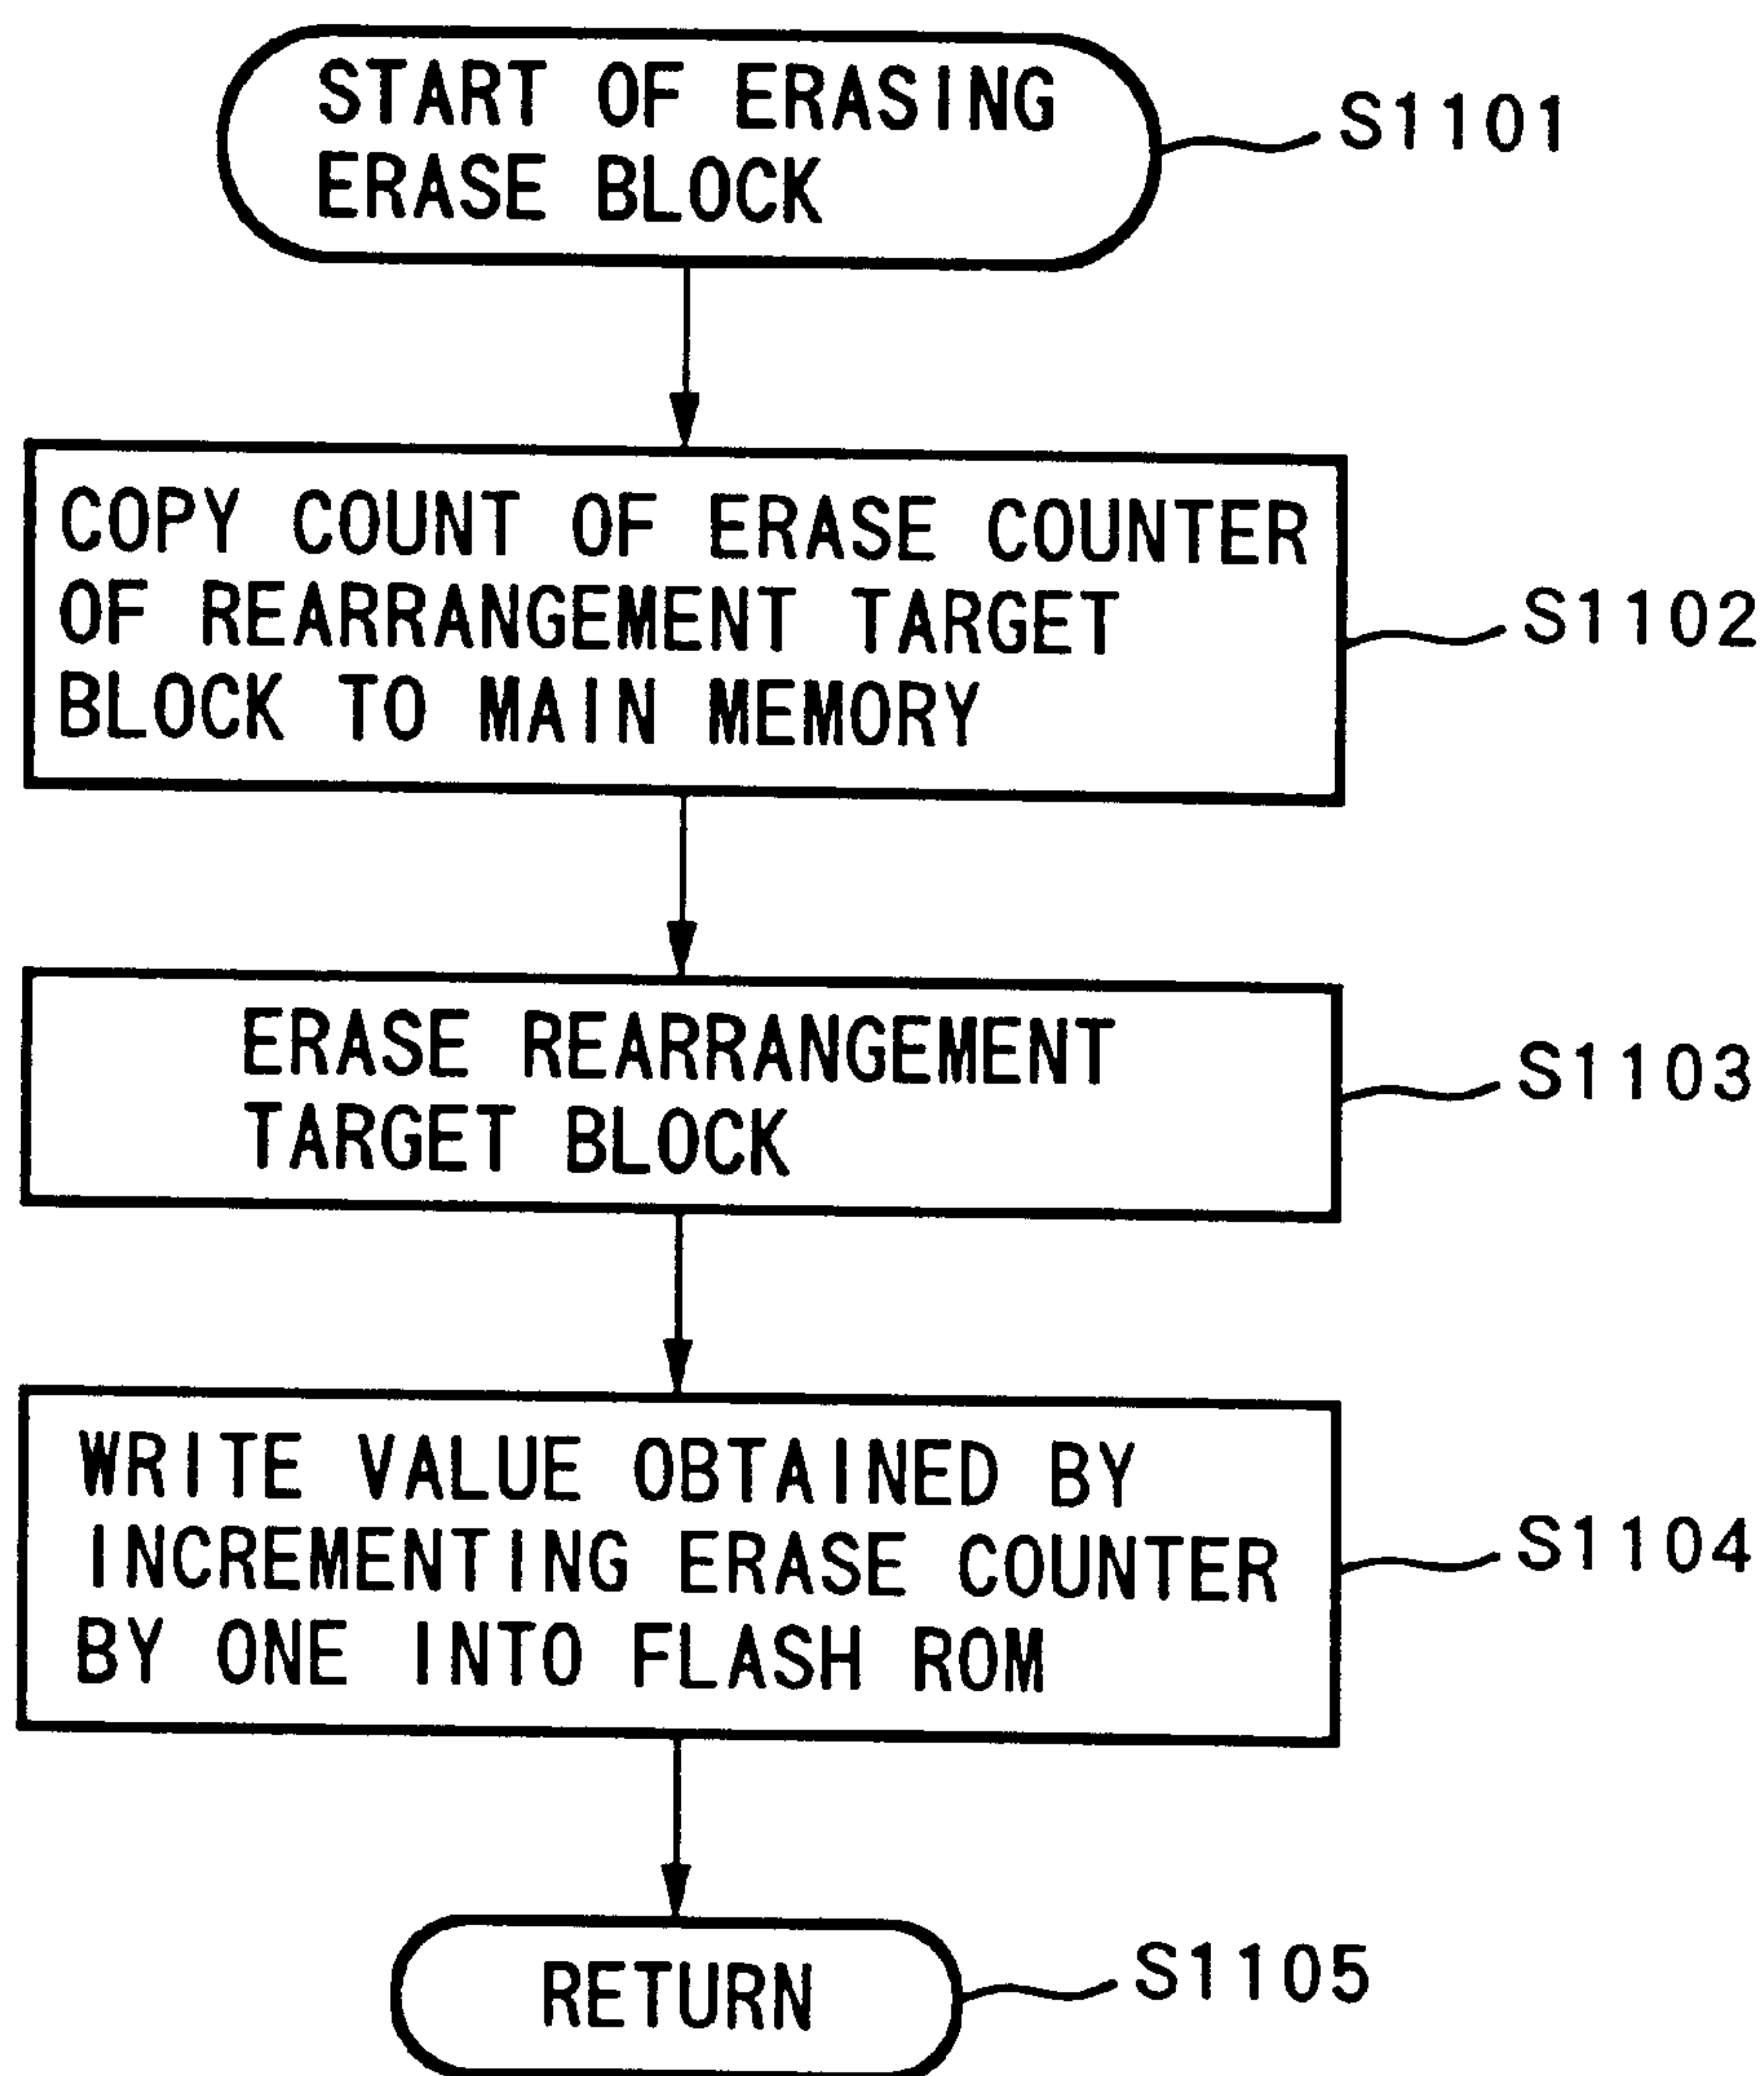 START OF ERASING
ERASE BLOCK
S1101
COPY COUNT OF ERASE COUNTER
OF REARRANGEMENT TARGET
BLOCK TO MAIN MEMORY
S1102
ERASE REARRANGEMENT
TARGET BLOCK
S1103
WRITE VALUE OBTAINED BY
INCREMENTING ERASE COUNTER
BY ONE INTO FLASH ROM
S1104
RETURN
S1105